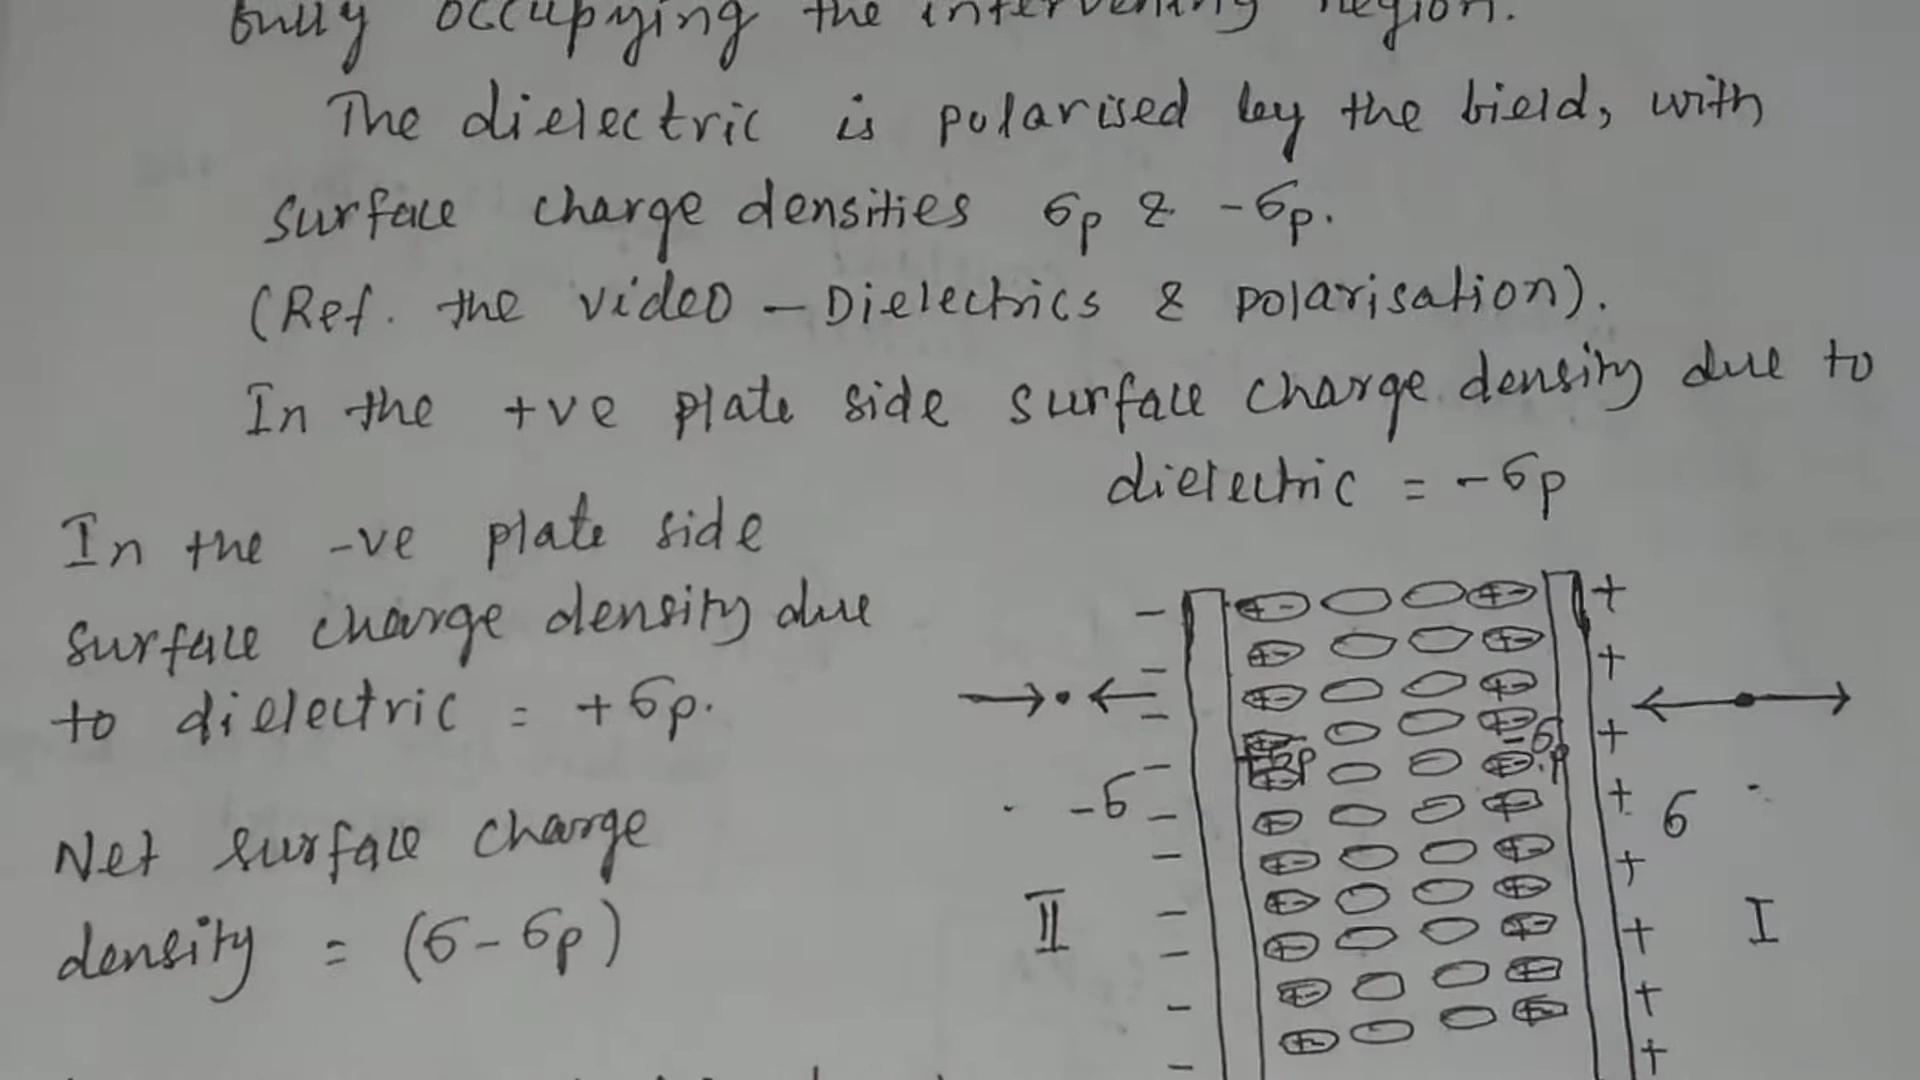 fully occupying the intervening region.
The dielectric is polarised by the field, with
surface charge densities σp & -σp.
(Ref. the video - Dielectrics & polarisation).
In the +ve plate side surface charge density due to
dielectric = -σp
In the -ve plate side
surface charge density due
to dielectric = +σp.
Net surface charge
density = (σ - σp)
-σ
+σp
-σp
σ
II
I